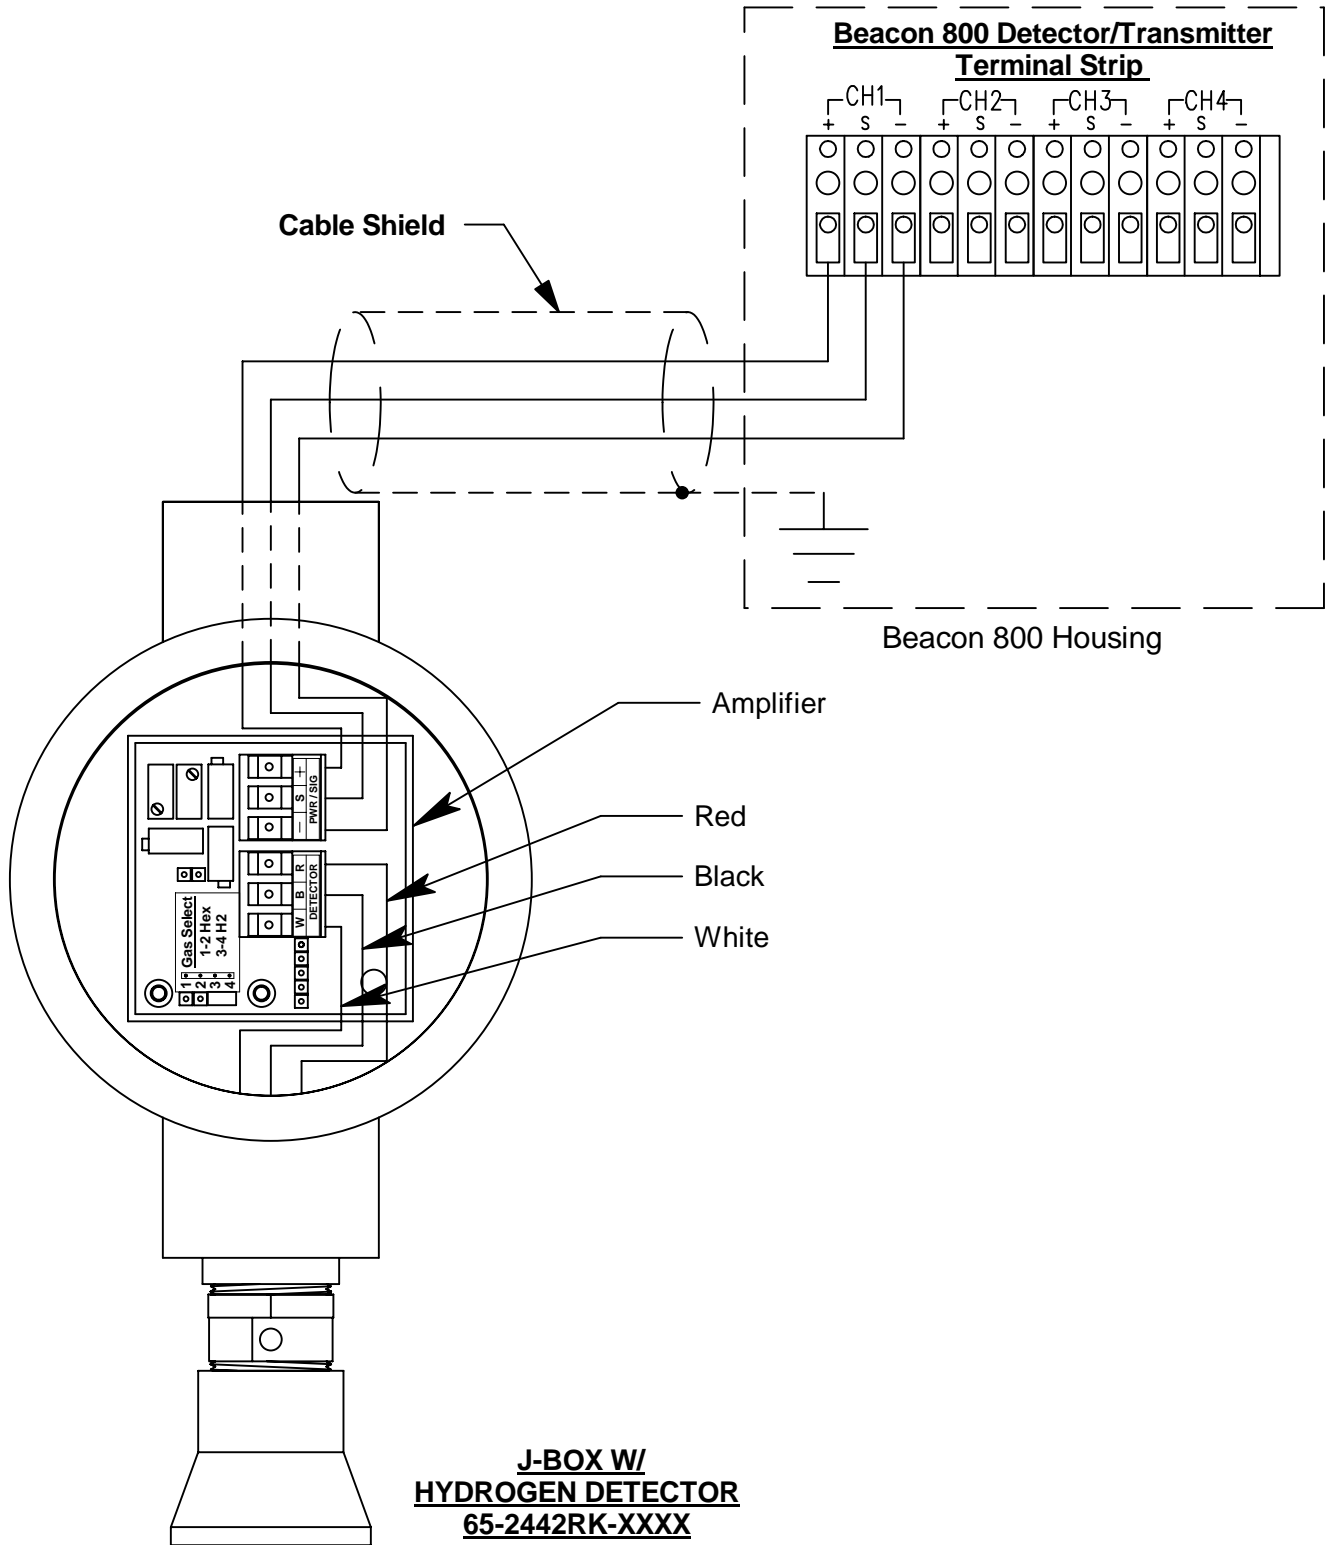 Beacon 800 Detector/Transmitter
Terminal Strip
CH1 CH2 CH3 CH4
+ S - + S - + S - + S -
Cable Shield
Beacon 800 Housing
Amplifier
+ S -
PWR / SIG
Red
R B W
DETECTOR
Black
Gas Select
1-2 Hex
3-4 H2
1 2 3 4
White
J-BOX W/
HYDROGEN DETECTOR
65-2442RK-XXXX